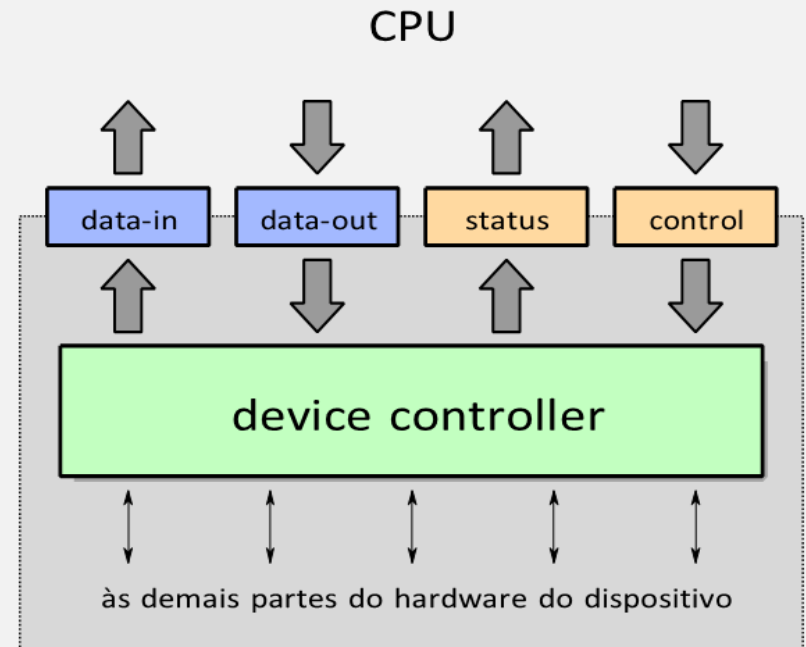 CPU
data-in
data-out
status
control
device controller
às demais partes do hardware do dispositivo